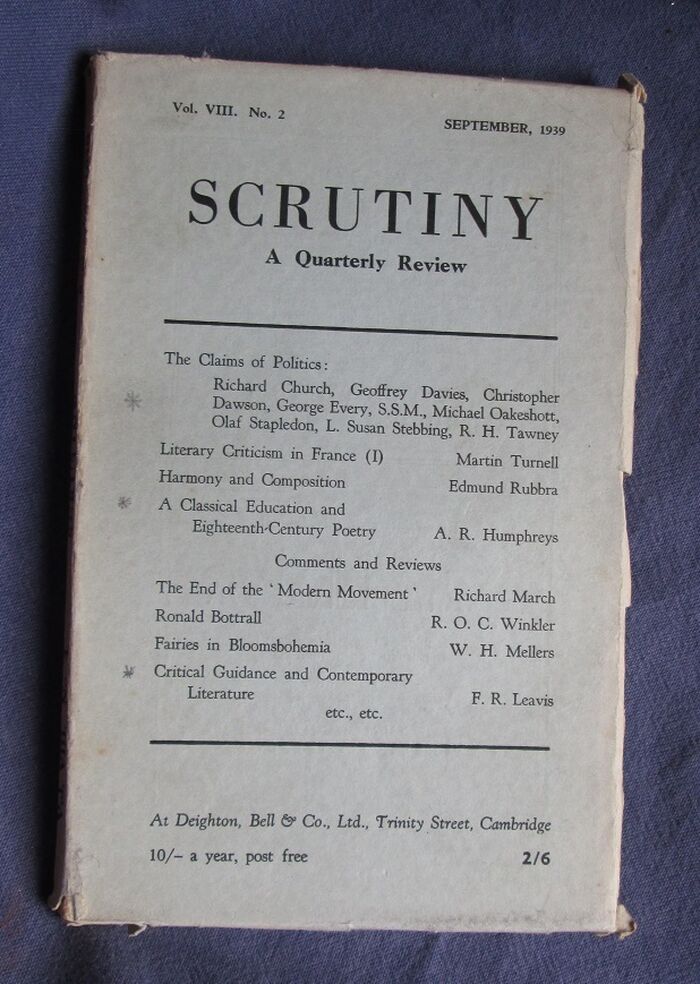 Vol. VIII. No. 2 SEPTEMBER, 1939
SCRUTINY
A Quarterly Review
The Claims of Politics:
Richard Church, Geoffrey Davies, Christopher
Dawson, George Every, S.S.M., Michael Oakeshott,
Olaf Stapledon, L. Susan Stebbing, R. H. Tawney
Literary Criticism in France (I) Martin Turnell
Harmony and Composition Edmund Rubbra
A Classical Education and
Eighteenth-Century Poetry A. R. Humphreys
Comments and Reviews
The End of the ‘Modern Movement’ Richard March
Ronald Bottrall R. O. C. Winkler
Fairies in Bloomsbohemia W. H. Mellers
Critical Guidance and Contemporary
Literature F. R. Leavis
etc., etc.
At Deighton, Bell & Co., Ltd., Trinity Street, Cambridge
10/– a year, post free 2/6